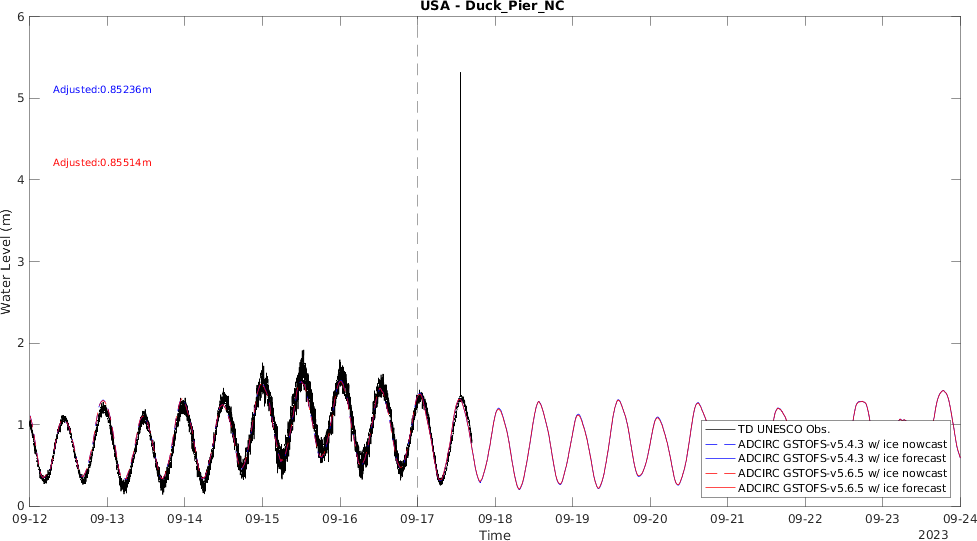 USA - Duck_Pier_NC
6
Adjusted:0.85236m
5
Adjusted:0.85514m
4
3
Water Level (m)
2
1
0
TD UNESCO Obs.
ADCIRC GSTOFS-v5.4.3 w/ ice nowcast
ADCIRC GSTOFS-v5.4.3 w/ ice forecast
ADCIRC GSTOFS-v5.6.5 w/ ice nowcast
ADCIRC GSTOFS-v5.6.5 w/ ice forecast
09-12 09-13 09-14 09-15 09-16 09-17 09-18 09-19 09-20 09-21 09-22 09-23 09-24
Time
2023